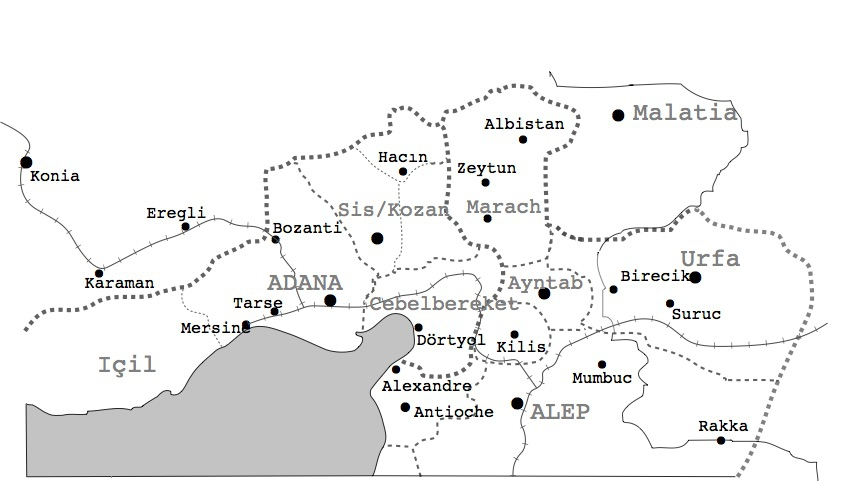 Malatia
Albistan
Hacın
Zeytun
Konia
Sis/Kozan
Marach
Eregli
Bozanti
Urfa
Birecik
Karaman
ADANA
Ayntab
Cebelbereket
Tarse
Suruc
Mersine
Dörtyol
Kilis
Içil
Mumbuc
Alexandre
Antioche
ALEP
Rakka